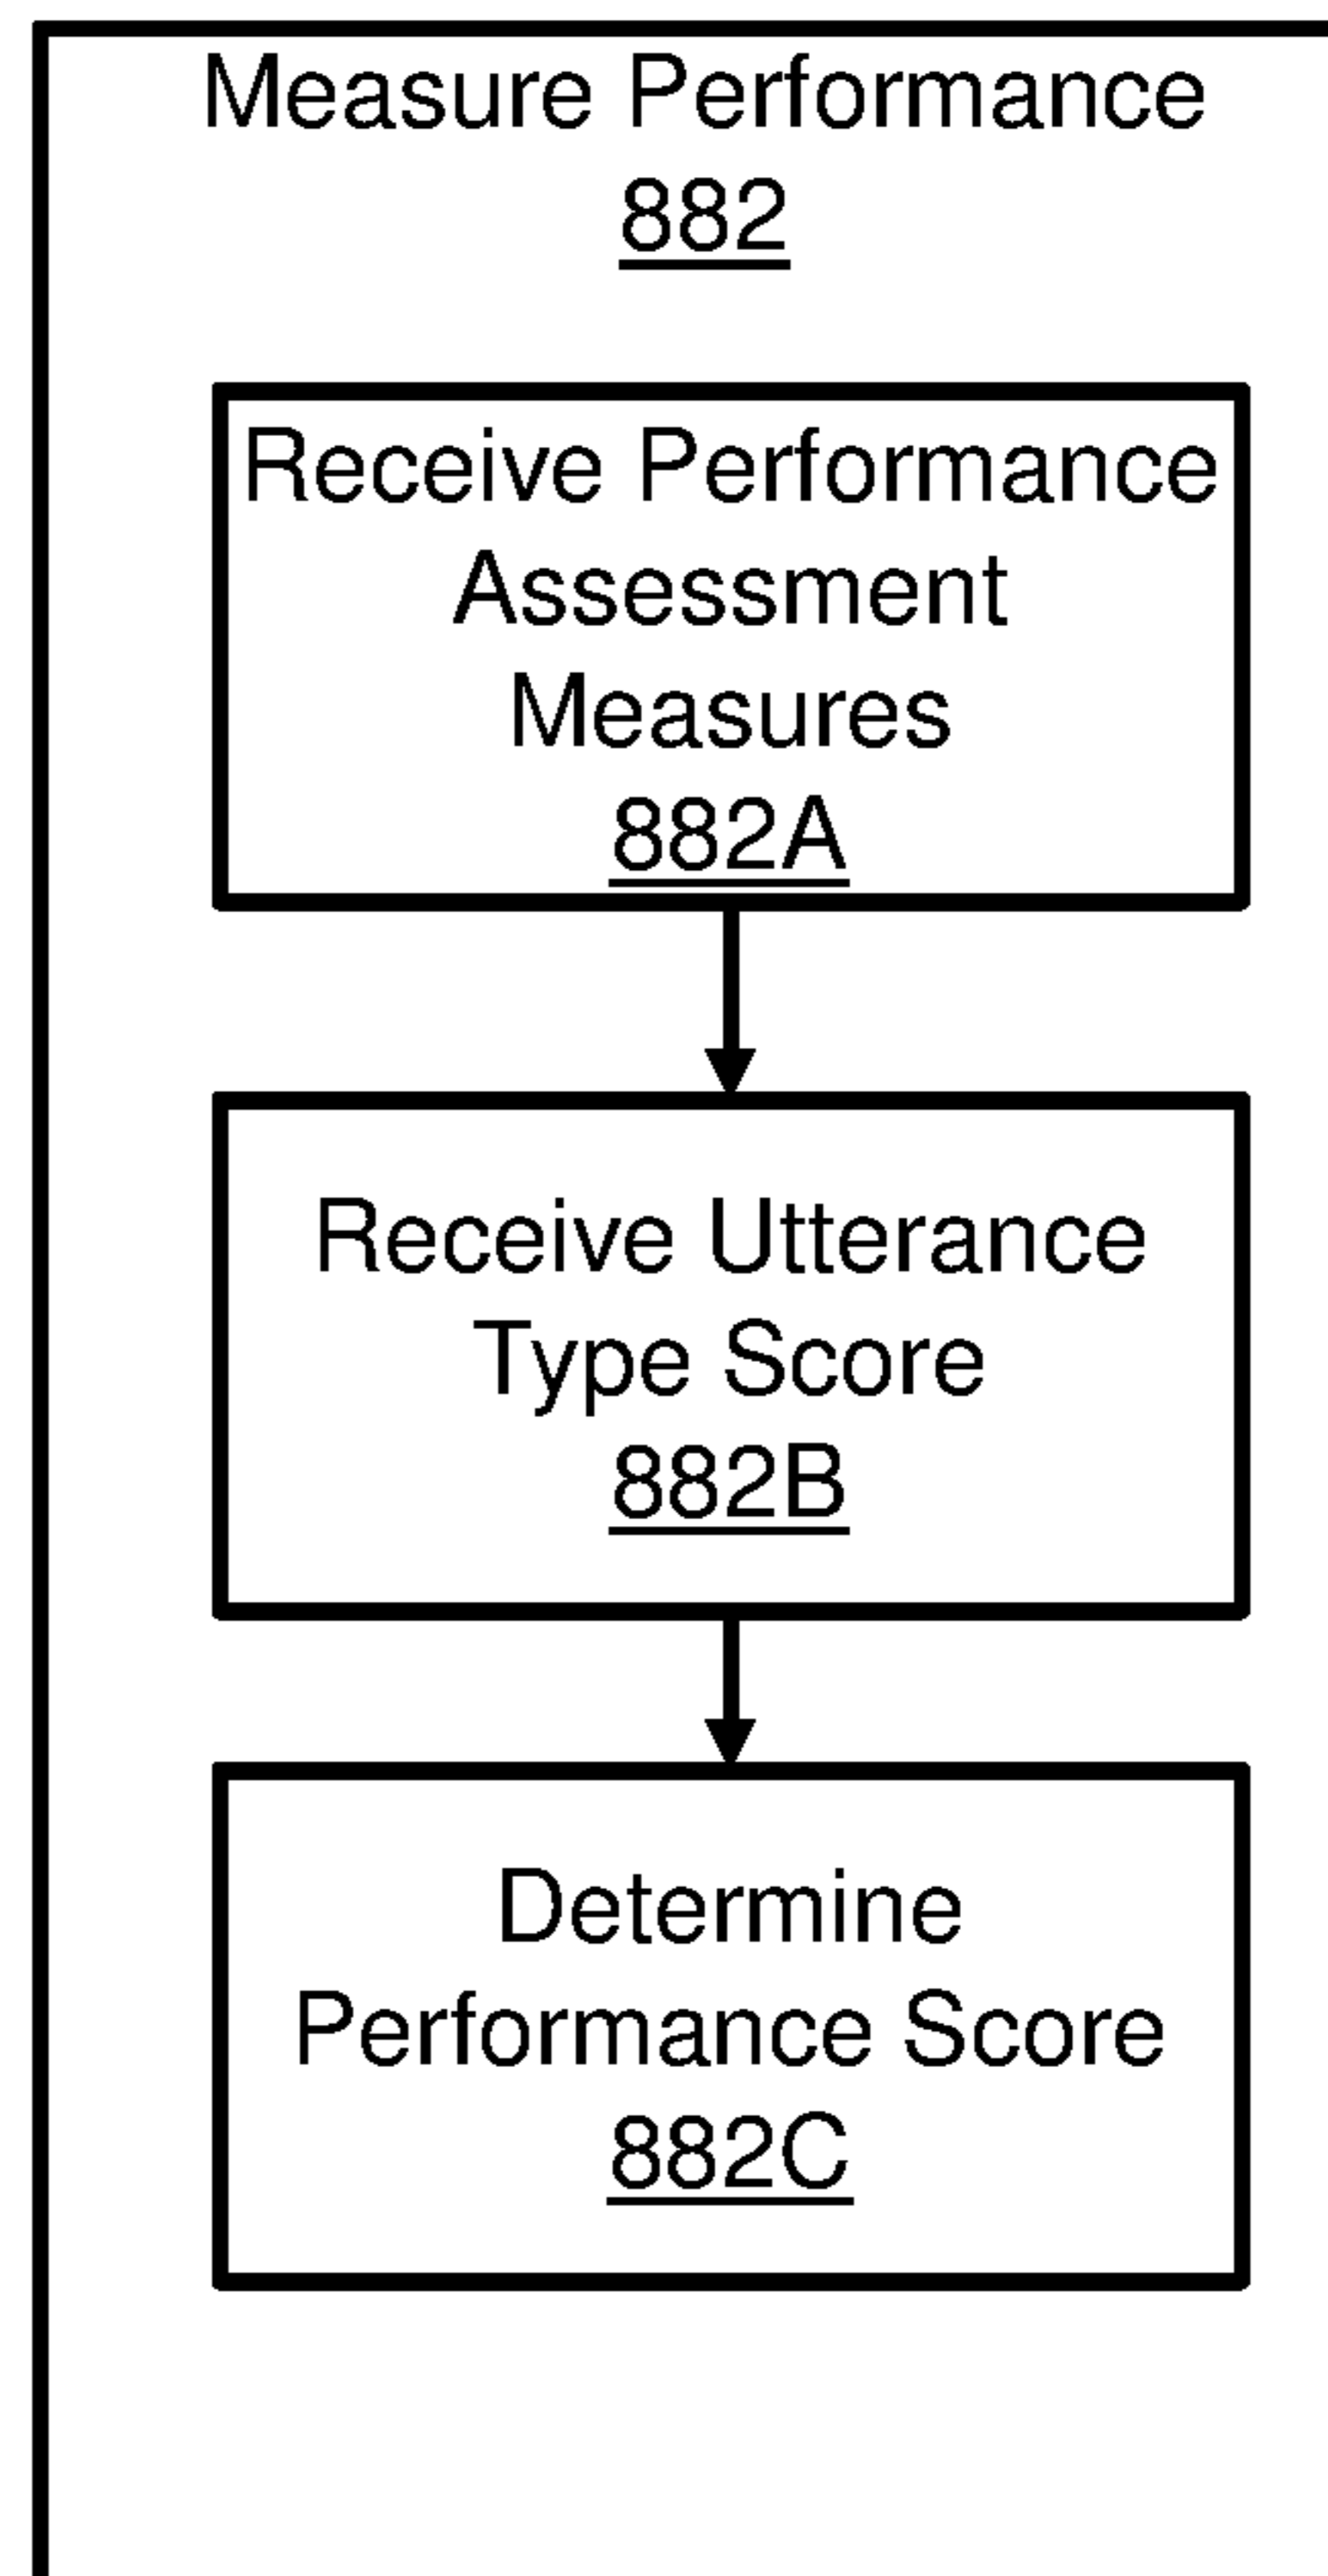 Measure Performance
882
Receive Performance
Assessment
Measures
882A
Receive Utterance
Type Score
882B
Determine
Performance Score
882C